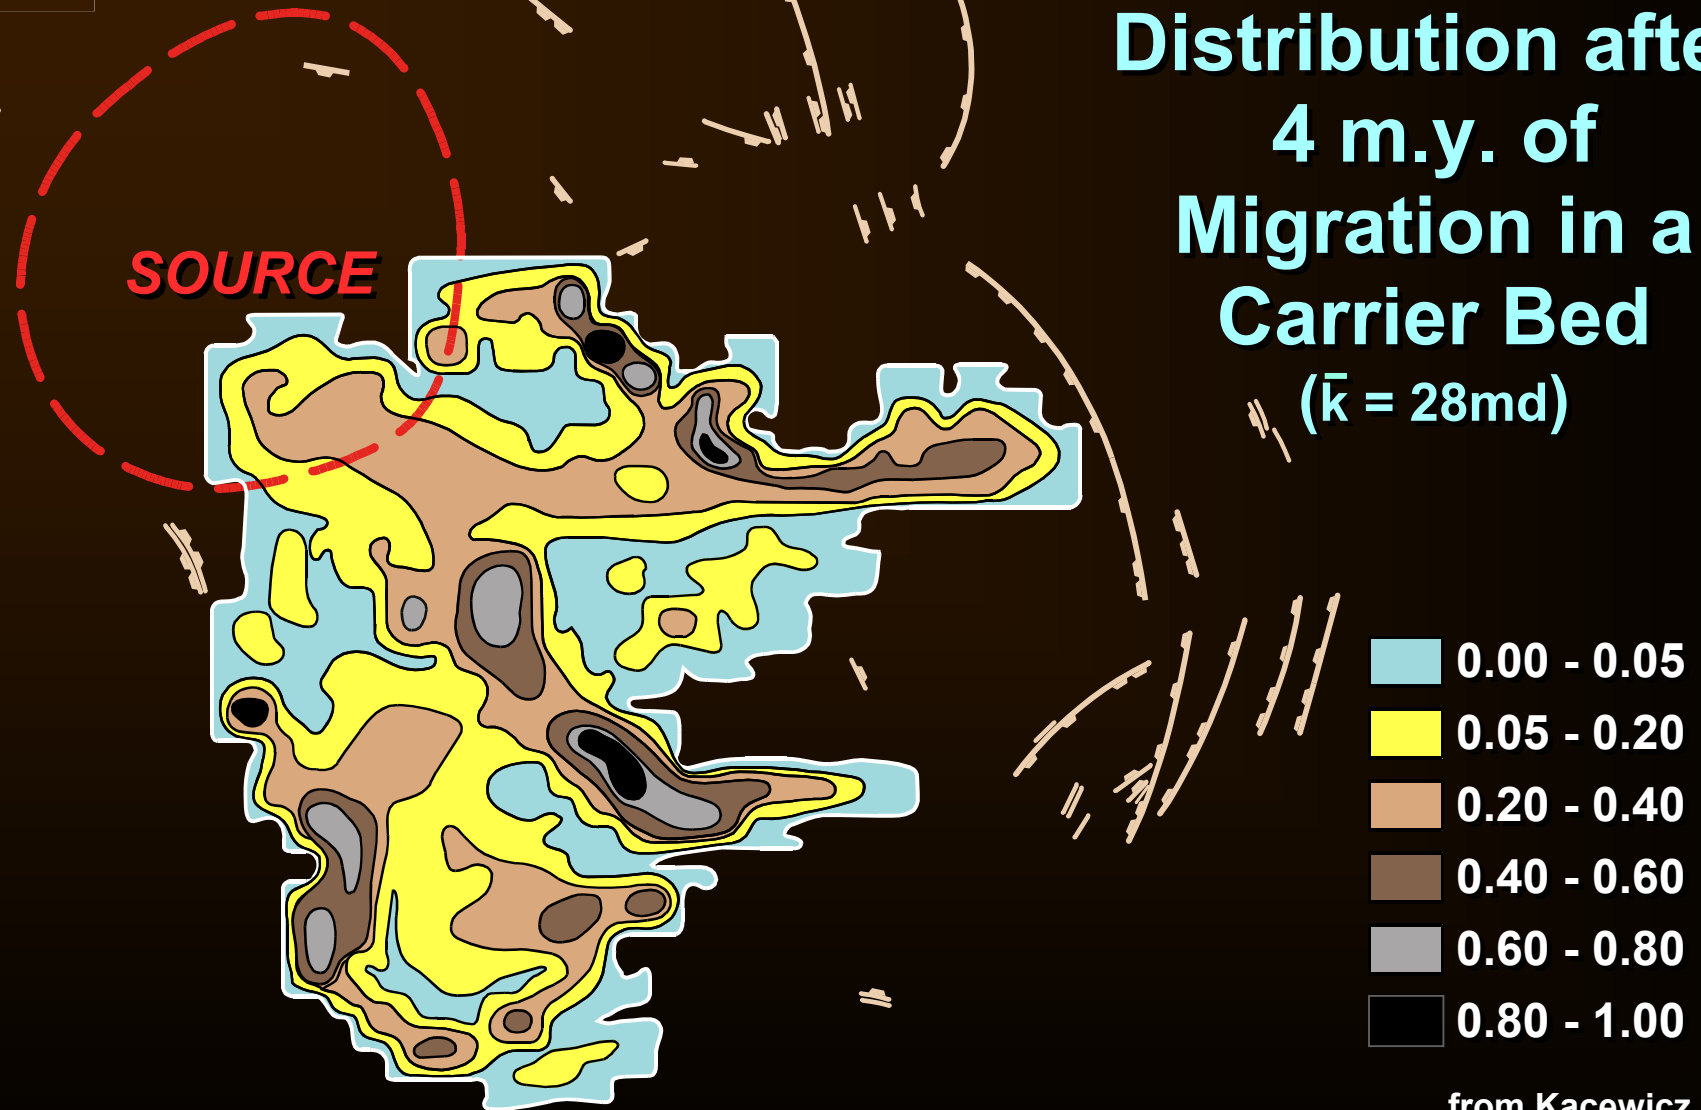 Distribution afte
4 m.y. of
Migration in a
Carrier Bed
(k̄ = 28md)
SOURCE
0.00 - 0.05
0.05 - 0.20
0.20 - 0.40
0.40 - 0.60
0.60 - 0.80
0.80 - 1.00
from Kacewicz